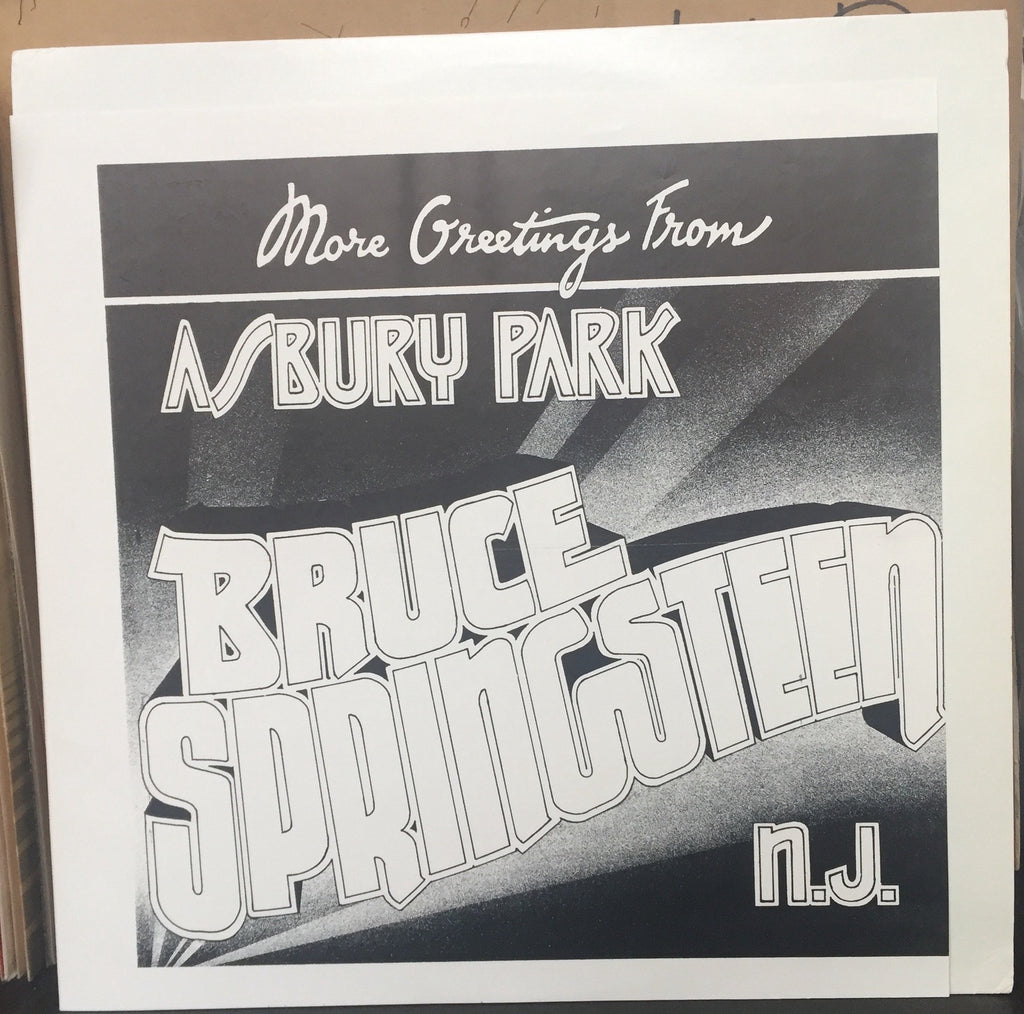 More Greetings From
ASBURY PARK
BRUCE
SPRINGSTEEN
N.J.